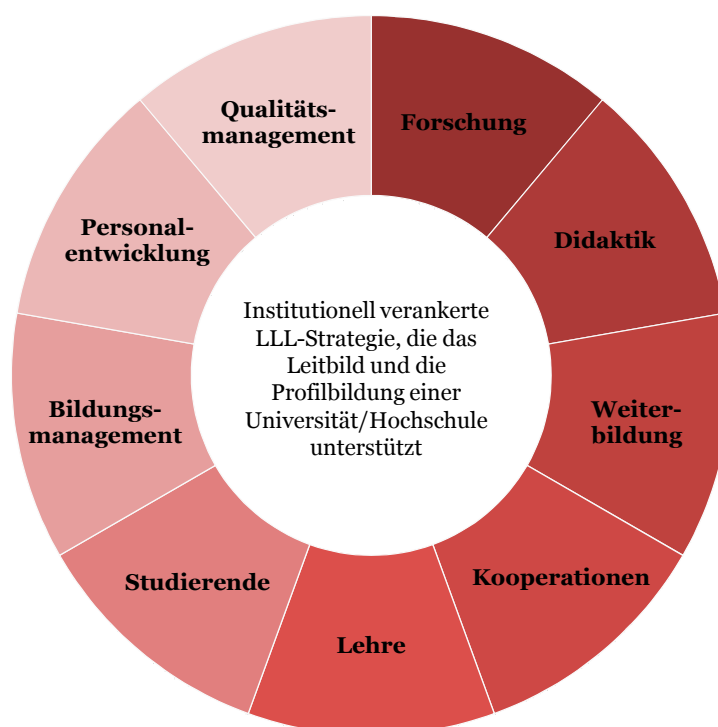 Qualitäts-
management
Forschung
Personal-
entwicklung
Didaktik
Institutionell verankerte
LLL-Strategie, die das
Leitbild und die
Profilbildung einer
Universität/Hochschule
unterstützt
Bildungs-
management
Weiter-
bildung
Studierende
Kooperationen
Lehre